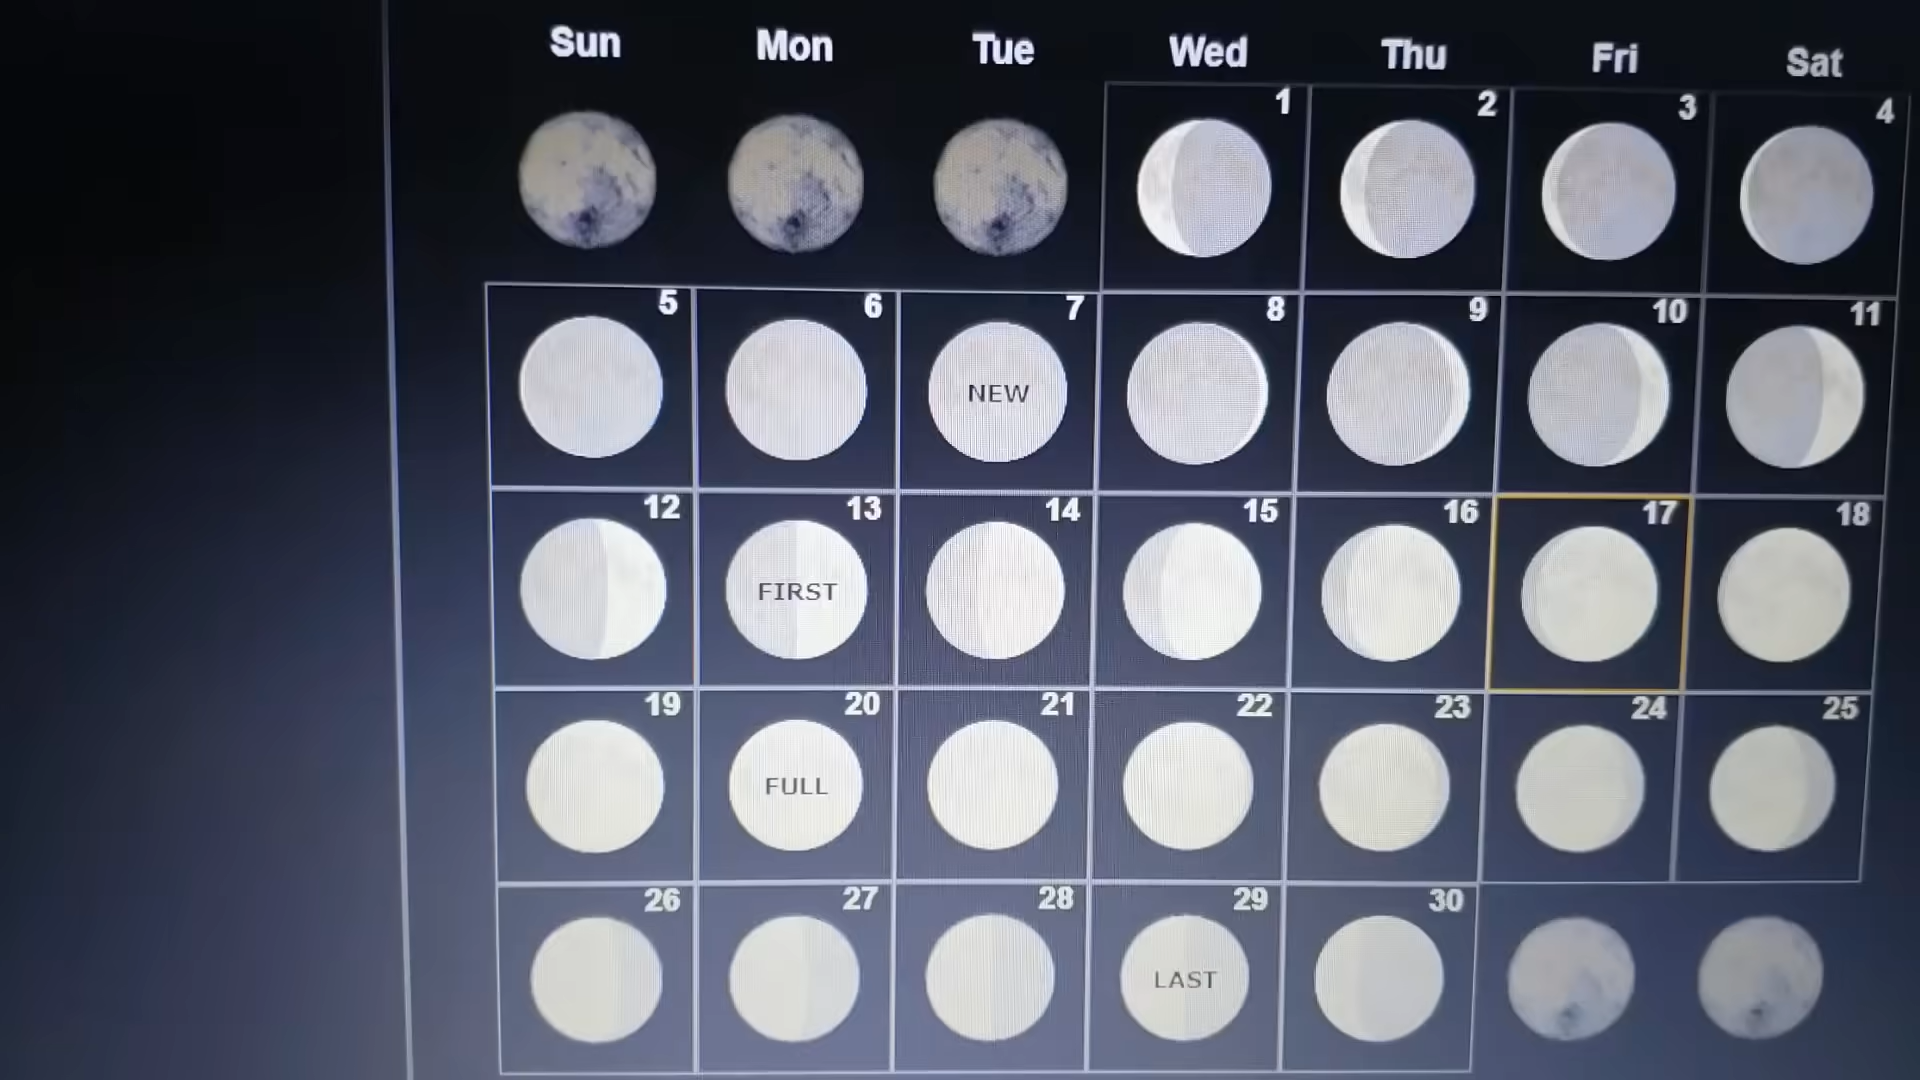 Sun Mon Tue Wed Thu Fri Sat
1 2 3 4
5 6 7 8 9 10 11
NEW
12 13 14 15 16 17 18
FIRST
19 20 21 22 23 24 25
FULL
26 27 28 29 30
LAST